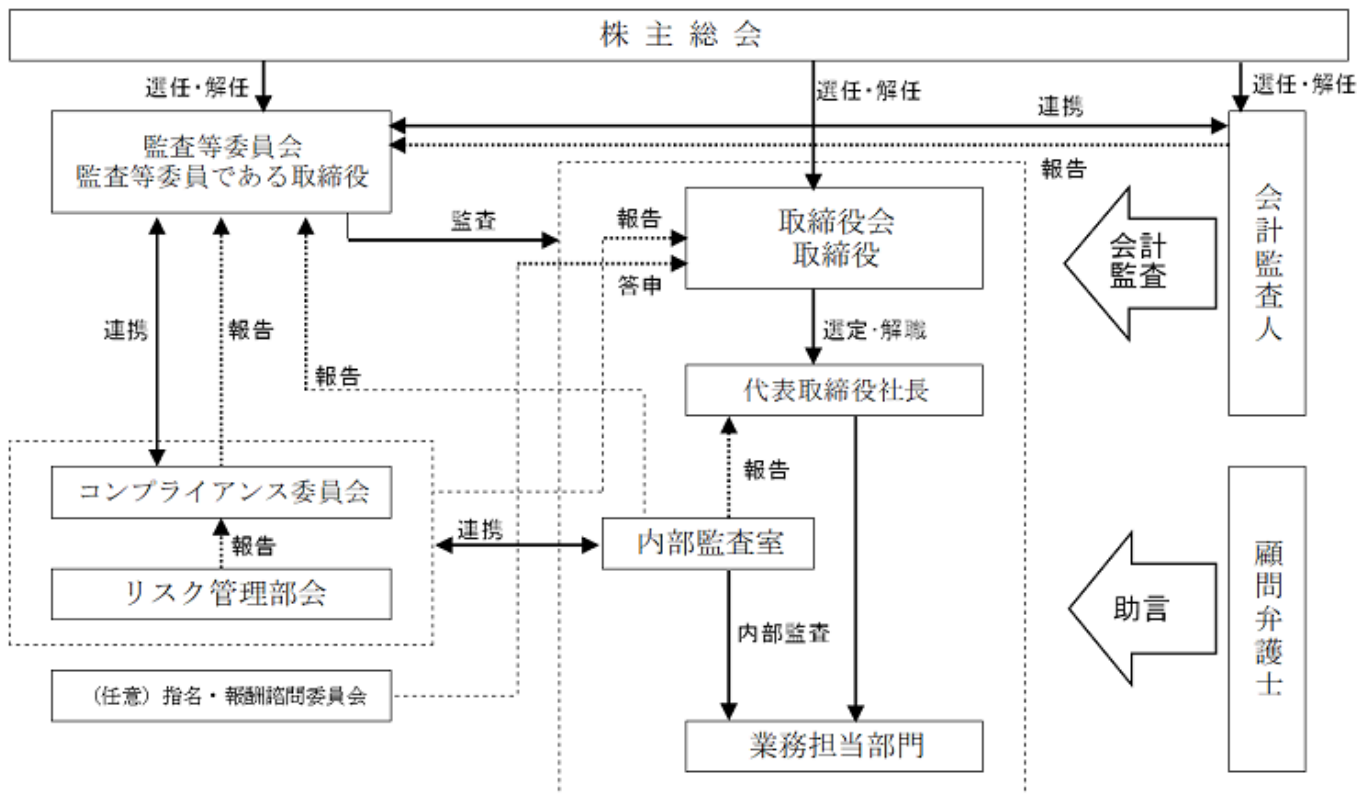 株主総会
選任・解任
選任・解任
選任・解任
連携
監査等委員会
監査等委員である取締役
報告
会計監査人
監査
報告
取締役会
取締役
会計
監査
答申
連携
報告
選定・解職
報告
代表取締役社長
報告
コンプライアンス委員会
連携
内部監査室
報告
リスク管理部会
顧問弁護士
助言
内部監査
（任意）指名・報酬諮問委員会
業務担当部門